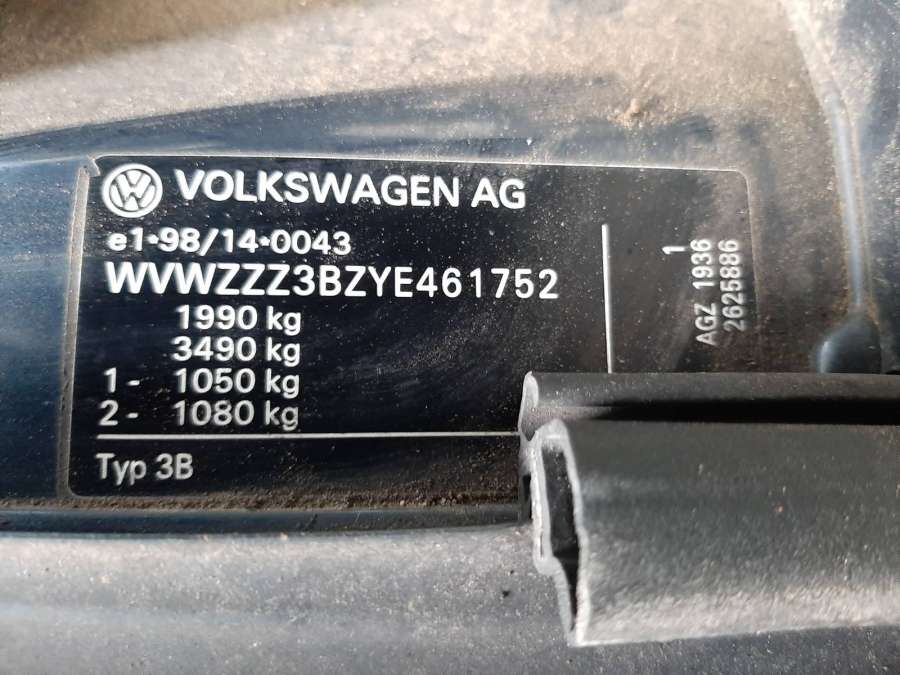 VOLKSWAGEN AG
e1*98/14*0043
WVWZZZ3BZYE461752
1990 kg
3490 kg
1- 1050 kg
2- 1080 kg
Typ 3B
1
AGZ 1936
2625886